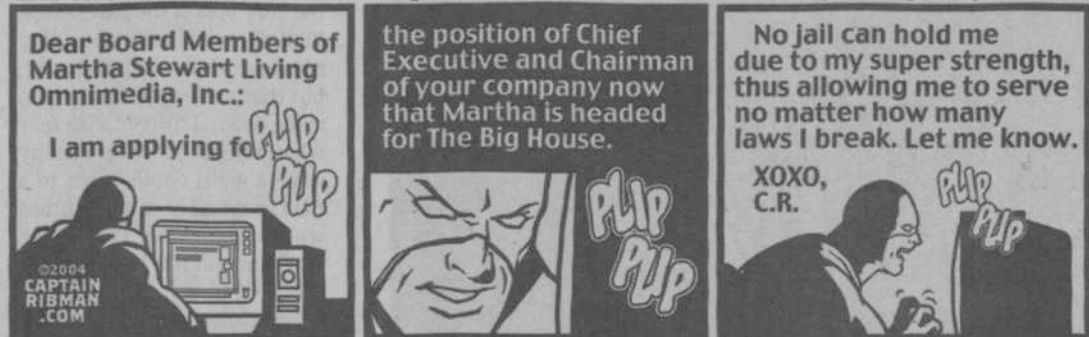 Dear Board Members of
Martha Stewart Living
Omnimedia, Inc.:
I am applying for
PLIP
PLIP
©2004
CAPTAIN
RIBMAN
.COM
the position of Chief
Executive and Chairman
of your company now
that Martha is headed
for The Big House.
PLIP
PLIP
No jail can hold me
due to my super strength,
thus allowing me to serve
no matter how many
laws I break. Let me know.
XOXO,
C.R.
PLIP
PLIP